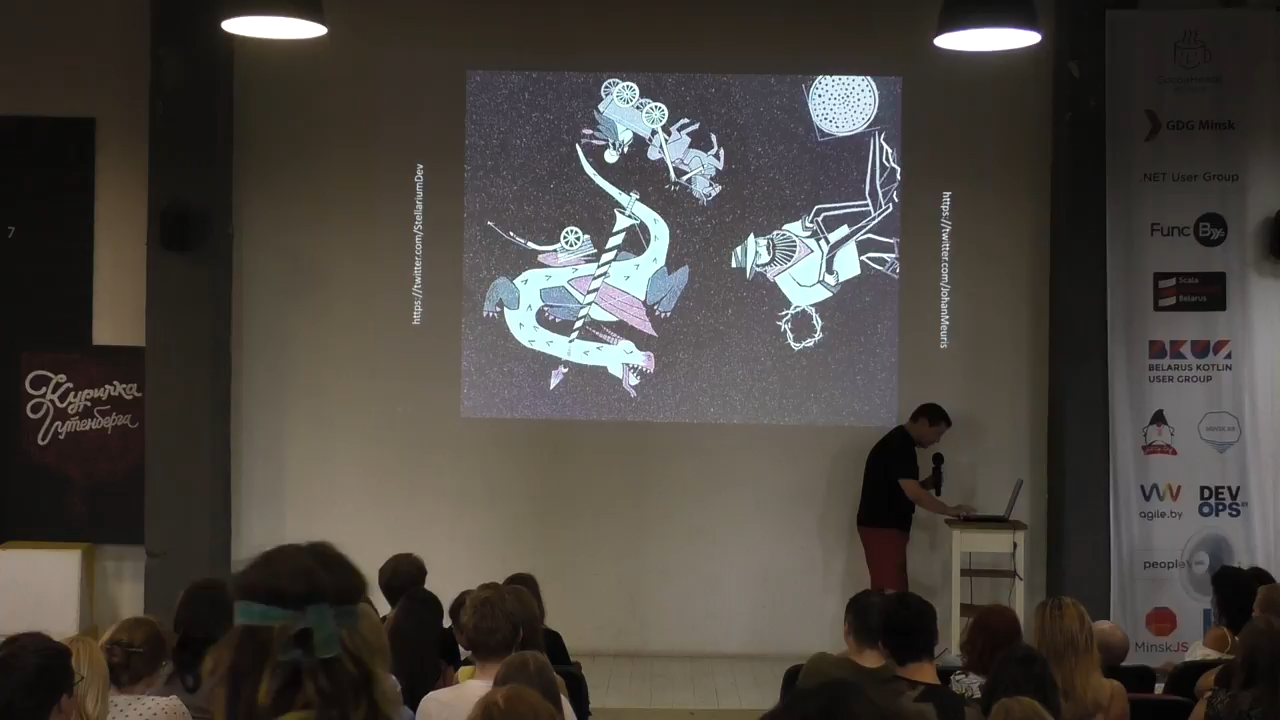 7
Курилка
Гутенберга
https://twitter.com/StellariumDev
https://twitter.com/JohanMeuris
GDG Minsk
.NET User Group
Func By
Scala
Belarus
BKUG
BELARUS KOTLIN
USER GROUP
agile.by
DEV
OPS
people
MinskJS